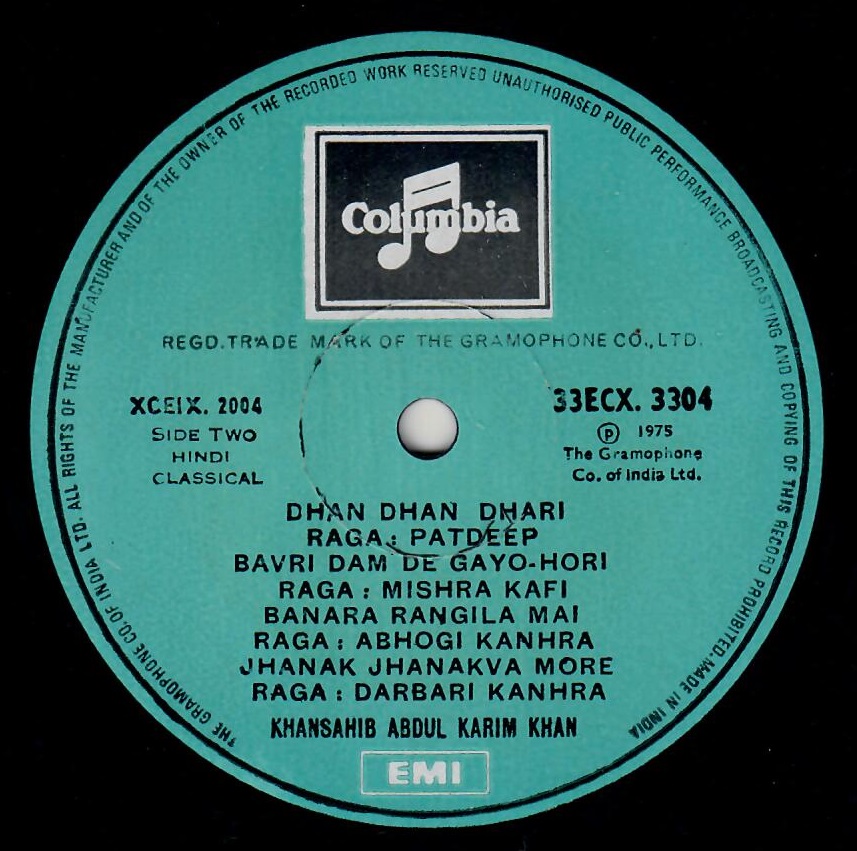 THE GRAMOPHONE CO. OF INDIA LTD. ALL RIGHTS OF THE MANUFACTURER AND OF THE OWNER OF THE RECORDED WORK RESERVED UNAUTHORISED PUBLIC PERFORMANCE BROADCASTING AND COPYING OF THIS RECORD PROHIBITED. MADE IN INDIA
Columbia
REGD. TRADE MARK OF THE GRAMOPHONE CO., LTD.
XCEIX. 2004
SIDE TWO
HINDI
CLASSICAL
33ECX. 3304
Ⓟ 1975
The Gramophone
Co. of India Ltd.
DHAN DHAN DHARI
RAGA : PATDEEP
BAVRI DAM DE GAYO-HORI
RAGA : MISHRA KAFI
BANARA RANGILA MAI
RAGA : ABHOGI KANHRA
JHANAK JHANAKVA MORE
RAGA : DARBARI KANHRA
KHANSAHIB ABDUL KARIM KHAN
EMI